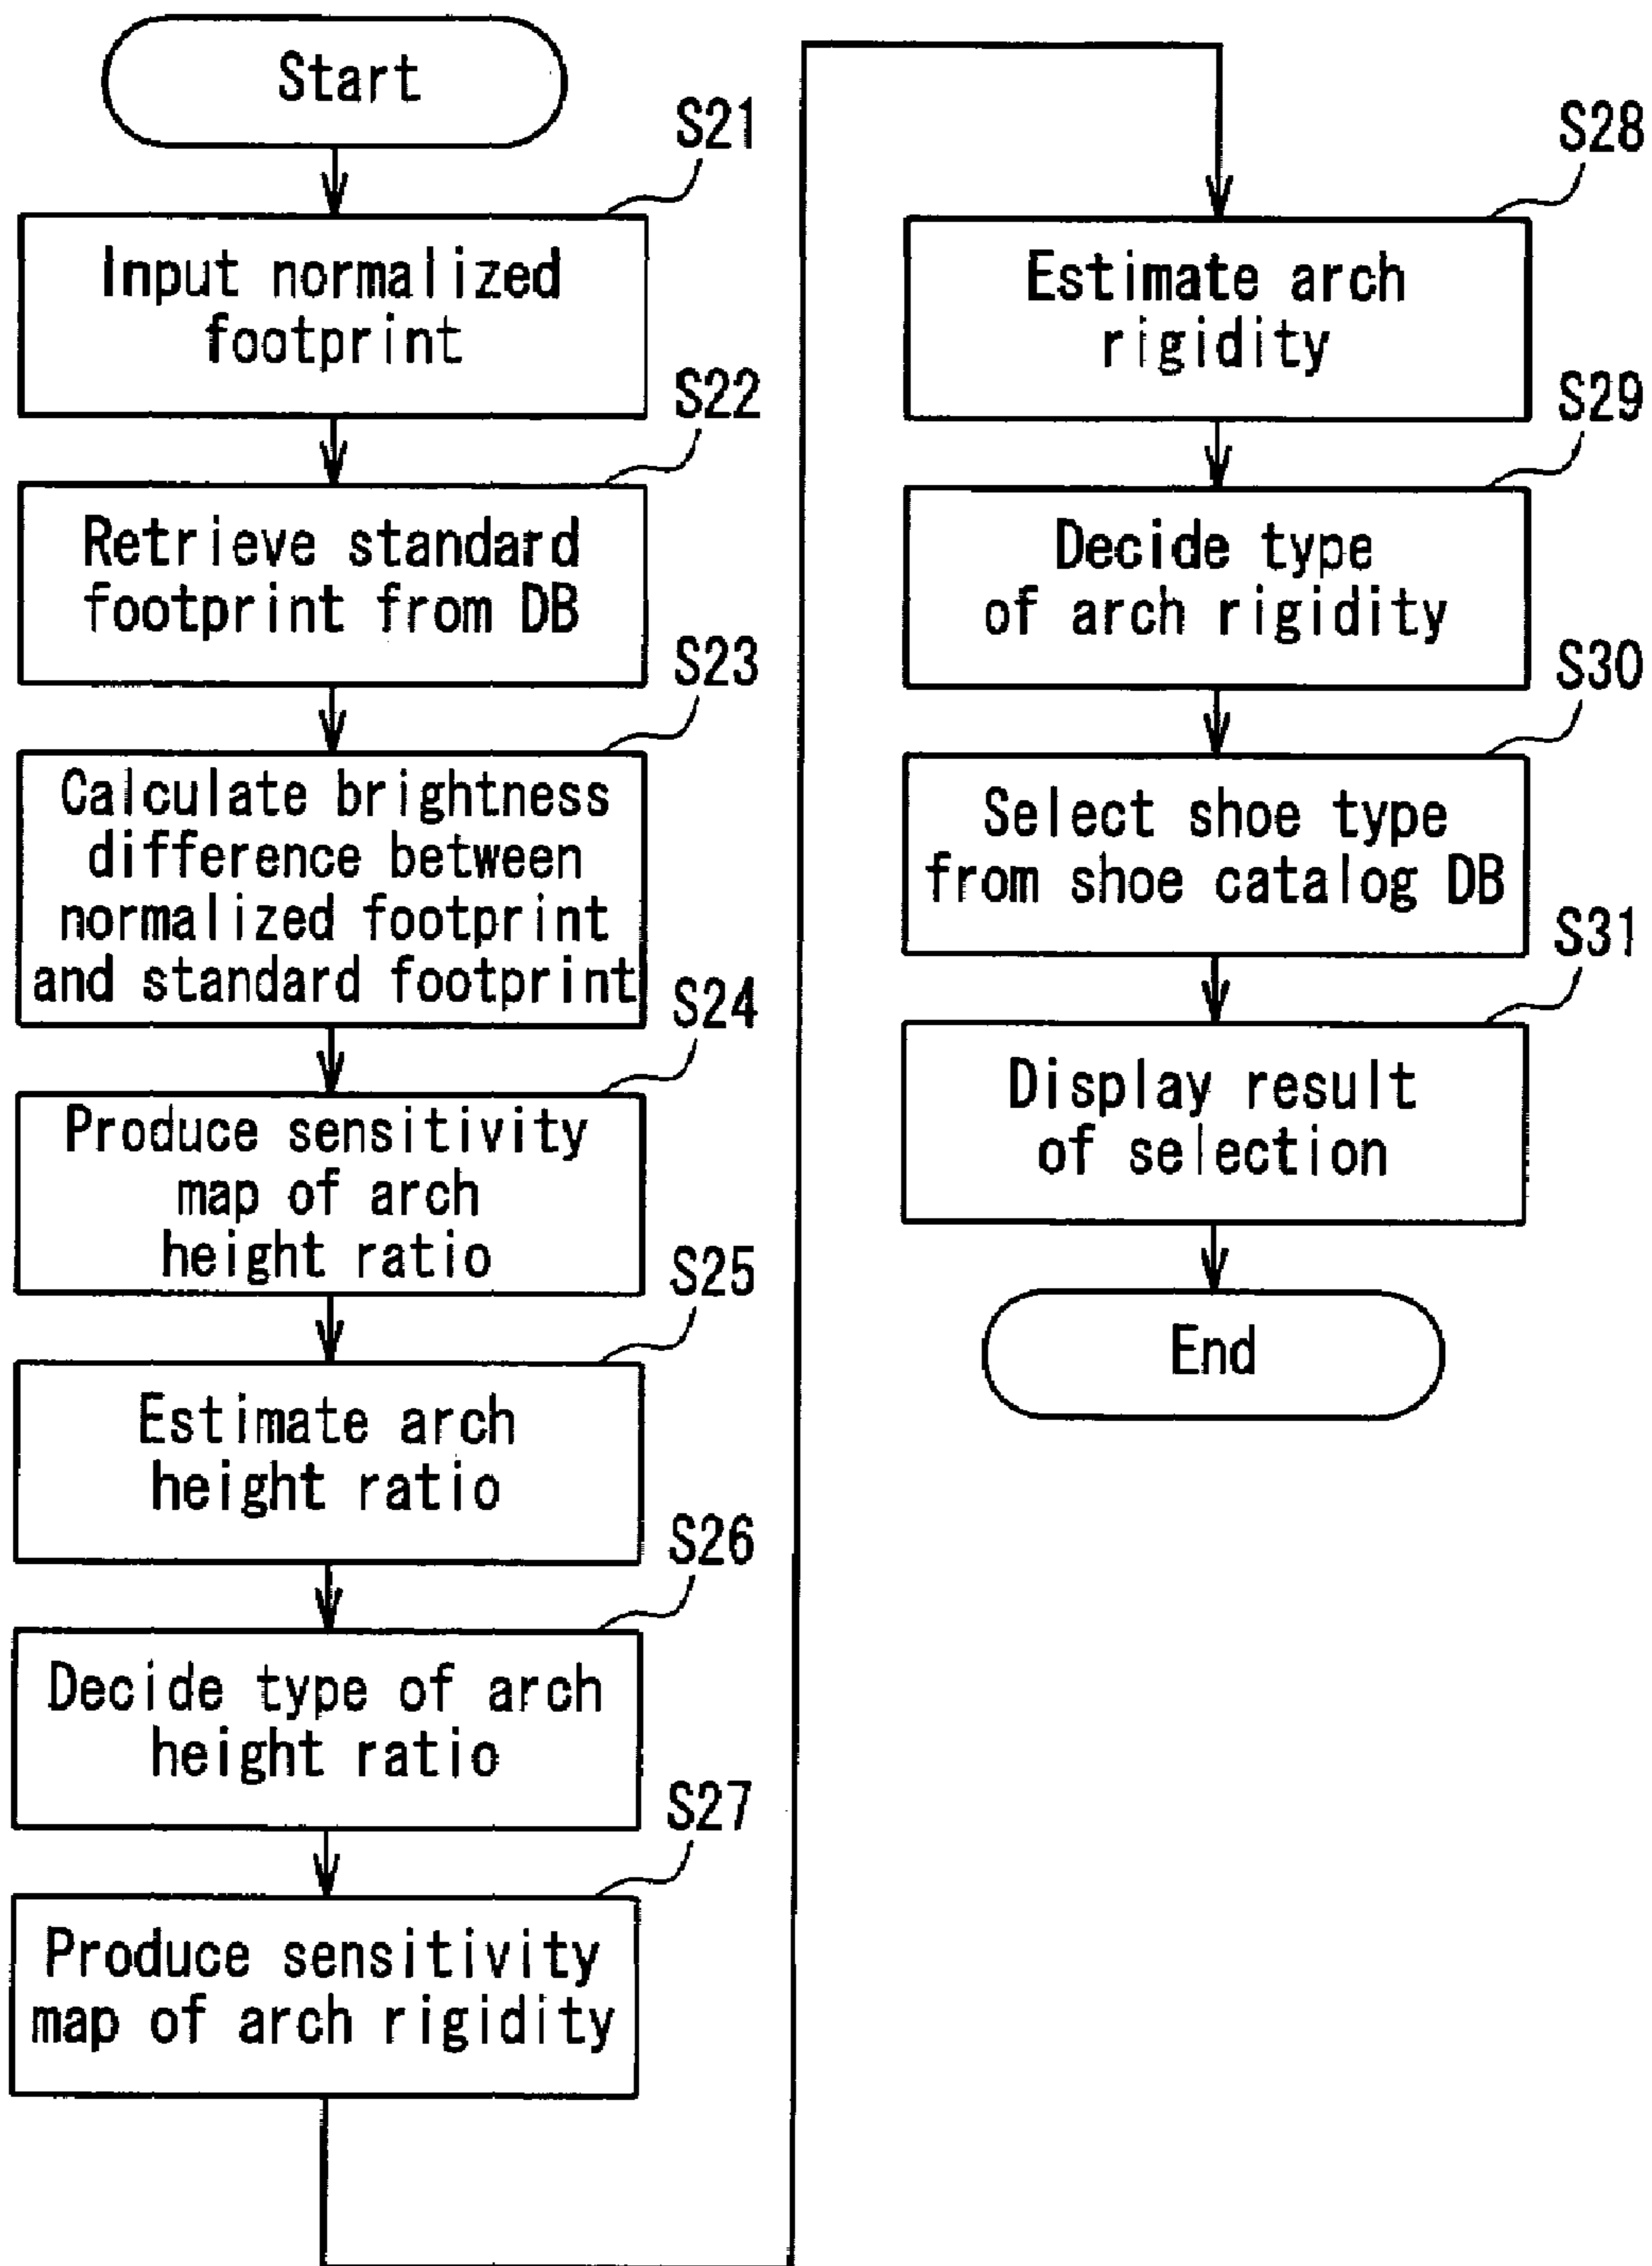 Start
S21
Input normalized
footprint
S22
Retrieve standard
footprint from DB
S23
Calculate brightness
difference between
normalized footprint
and standard footprint
S24
Produce sensitivity
map of arch
height ratio
S25
Estimate arch
height ratio
S26
Decide type of arch
height ratio
S27
Produce sensitivity
map of arch rigidity
S28
Estimate arch
rigidity
S29
Decide type
of arch rigidity
S30
Select shoe type
from shoe catalog DB
S31
Display result
of selection
End